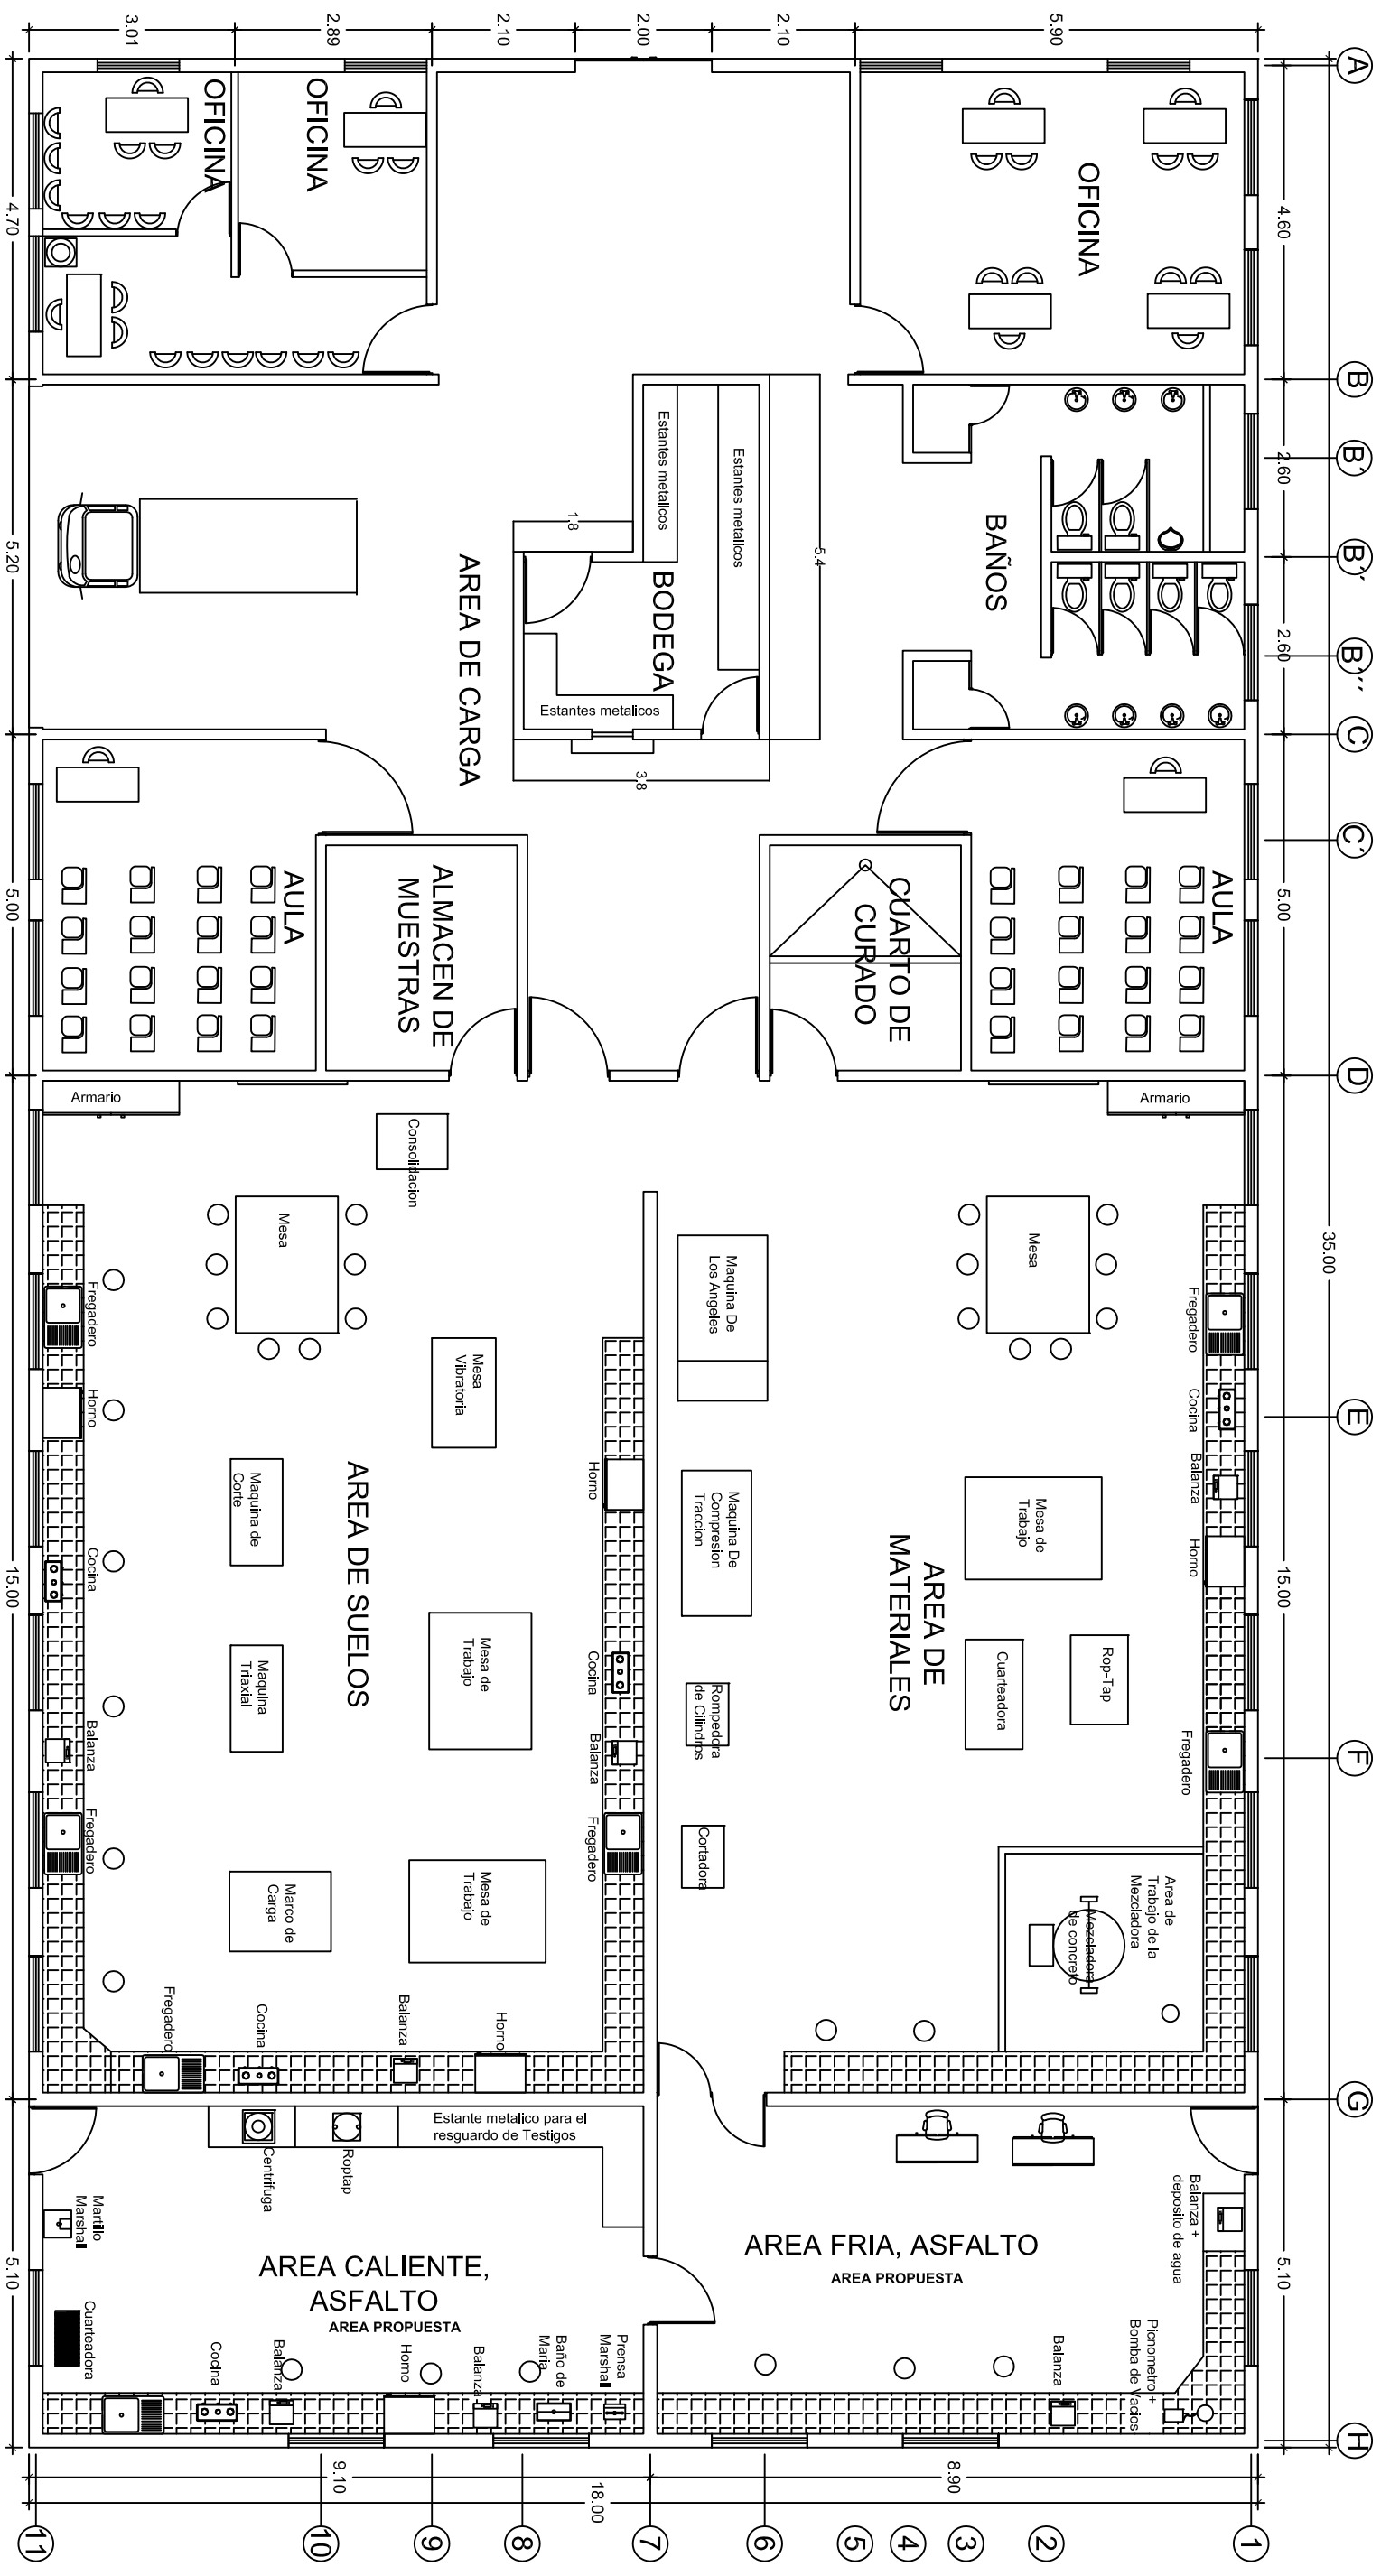 A
B
B´
B´´
B´´´
C
C´
D
E
F
G
H
35.00
4.60
2.60
2.60
5.00
15.00
5.10
3.01
2.89
2.10
2.00
2.10
5.90
OFICINA
OFICINA
OFICINA
Estantes metalicos
Estantes metalicos
BAÑOS
BODEGA
Estantes metalicos
1,8
5,4
3,8
AREA DE CARGA
AULA
CUARTO DE
CURADO
ALMACEN DE
MUESTRAS
AULA
Armario
Armario
Consolidacion
Mesa
Mesa
Maquina De
Los Angeles
Fregadero
Cocina
Balanza
Horno
Fregadero
Mesa de
Trabajo
Maquina De
Compresion
Traccion
AREA DE
MATERIALES
Rop-Tap
Cuarteadora
Rompedora
de Cilindros
Cortadora
Area de
Trabajo de la
Mezcladora
Mezcladora
de concreto
Fregadero
Horno
Cocina
Balanza
Fregadero
Mesa
Vibratoria
Maquina de
Corte
AREA DE SUELOS
Horno
Cocina
Balanza
Fregadero
Mesa de
Trabajo
Maquina
Triaxial
Mesa de
Trabajo
Marco de
Carga
Fregadero
Cocina
Balanza
Horno
Estante metalico para el
resguardo de Testigos
Centrifuga
Roptap
Martillo
Marshall
Cuarteadora
AREA CALIENTE,
ASFALTO
AREA PROPUESTA
Cocina
Balanza
Horno
Balanza
Baño de
Maria
Prensa
Marshall
AREA FRIA, ASFALTO
AREA PROPUESTA
Balanza +
deposito de agua
Picnometro +
Bomba de Vacios
Balanza
4.70
5.20
5.00
15.00
5.10
9.10
8.90
18.00
11
10
9
8
7
6
5
4
3
2
1